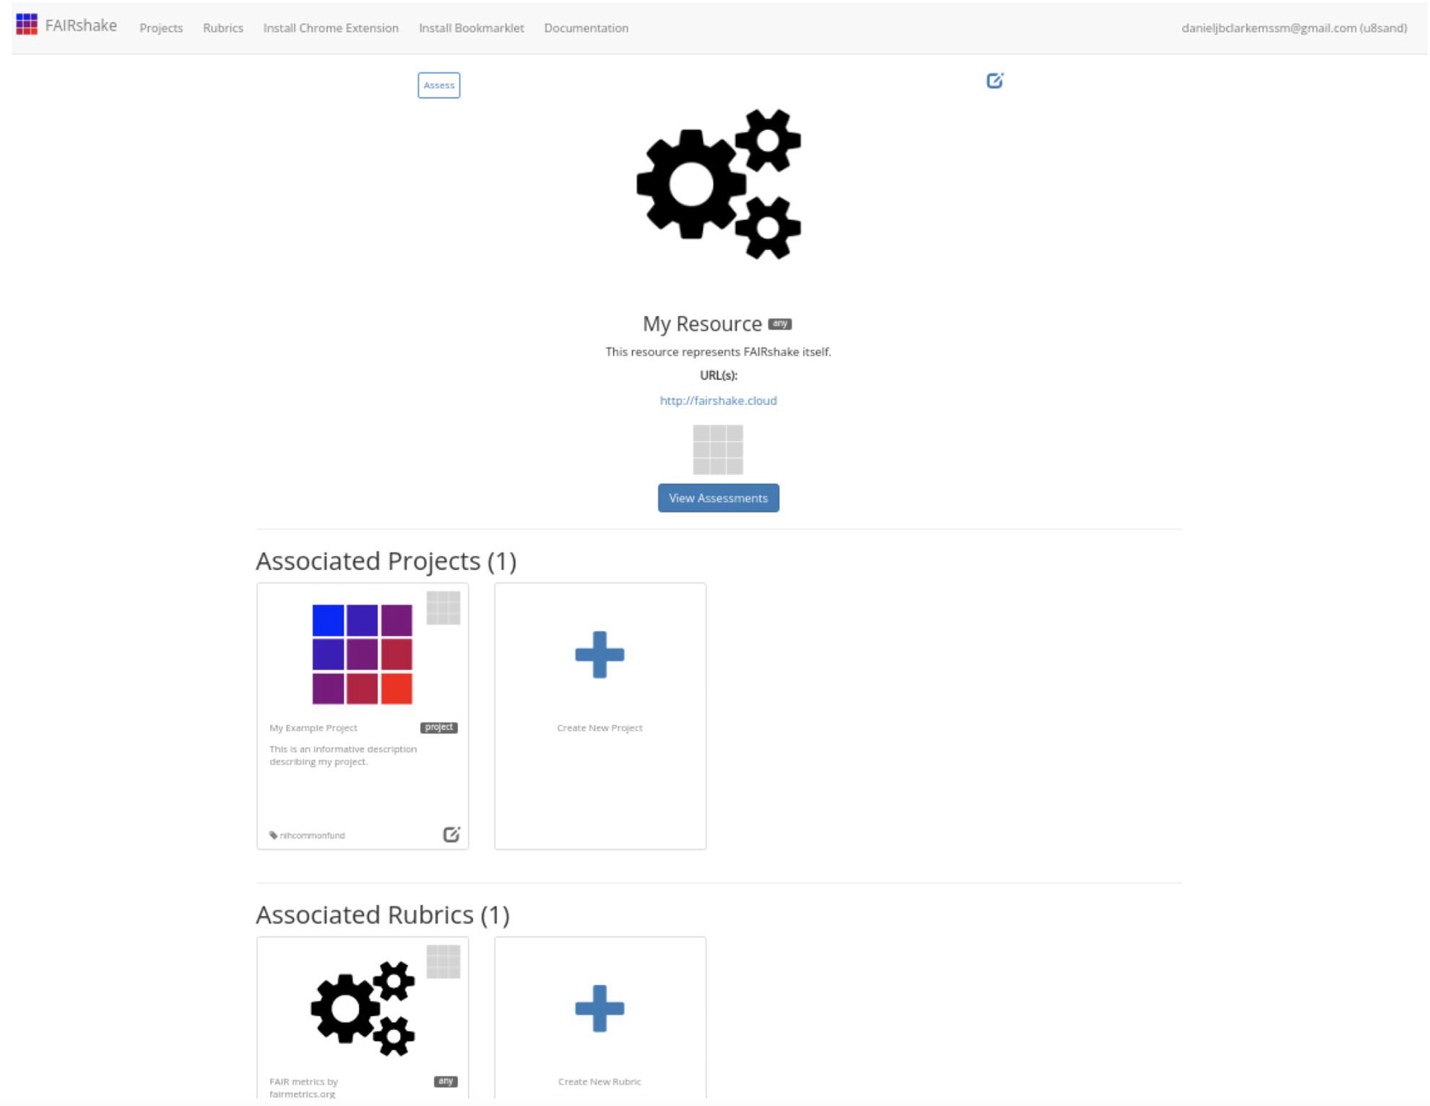 FAIRshake Projects Rubrics Install Chrome Extension Install Bookmarklet Documentation danieljbclarkemssm@gmail.com (u8sand)
Assess
My Resource any
This resource represents FAIRshake itself.
URL(s):
http://fairshake.cloud
View Assessments
Associated Projects (1)
My Example Project project
This is an informative description
describing my project.
nihcommonfund
Create New Project
Associated Rubrics (1)
FAIR metrics by any
fairmetrics.org
Create New Rubric